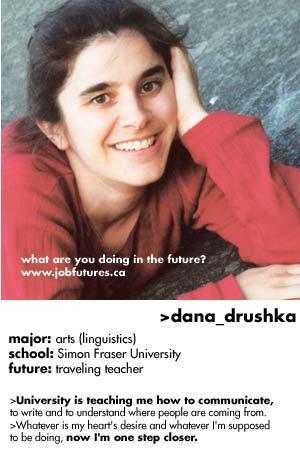 what are you doing in the future?
www.jobfutures.ca
>dana_drushka
major: arts (linguistics)
school: Simon Fraser University
future: traveling teacher
>University is teaching me how to communicate,
to write and to understand where people are coming from.
>Whatever is my heart's desire and whatever I'm supposed
to be doing, now I'm one step closer.